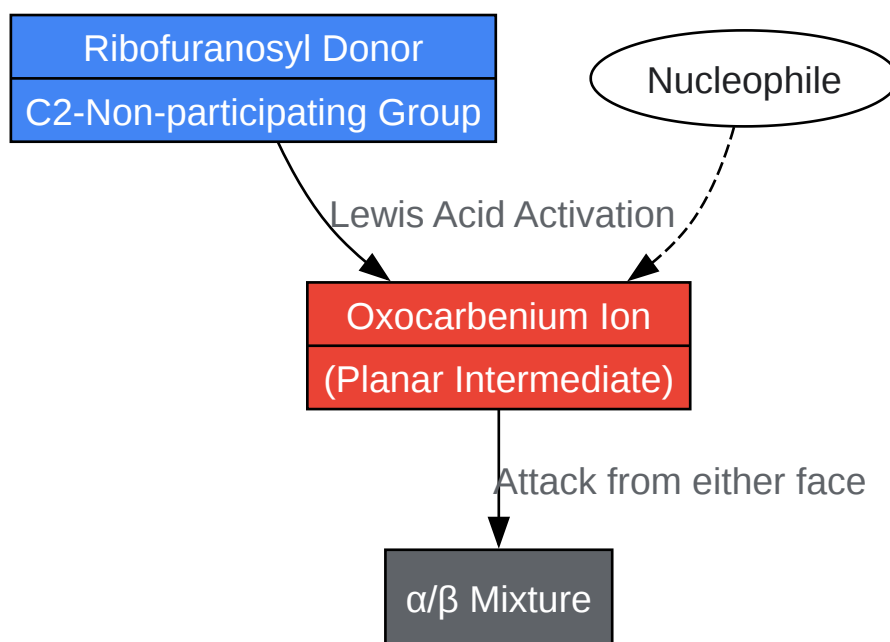 Ribofuranosyl Donor
C2-Non-participating Group
Nucleophile
Lewis Acid Activation
Oxocarbenium Ion
(Planar Intermediate)
Attack from either face
α/β Mixture